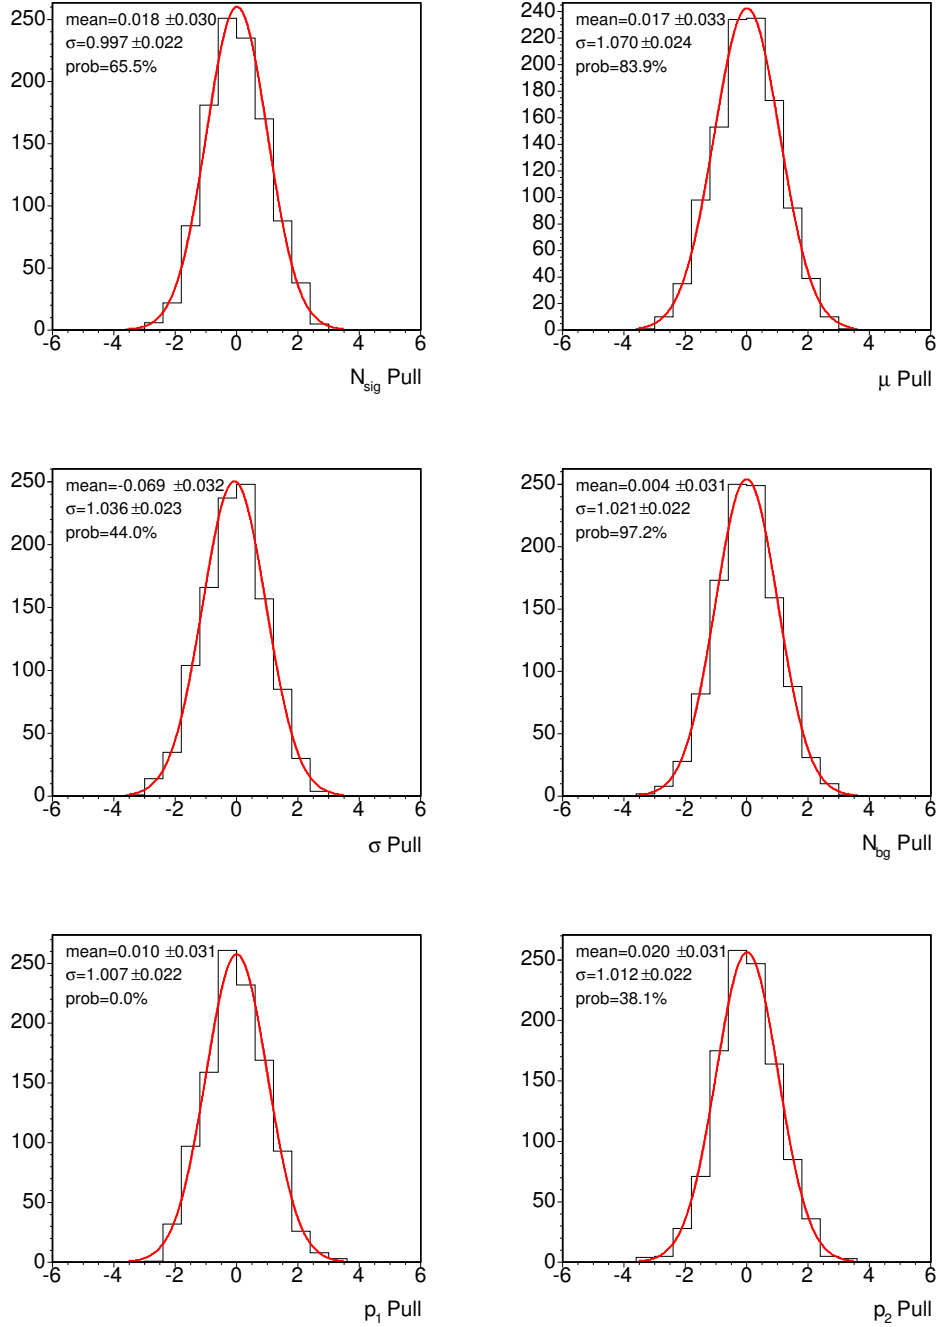 mean=0.018 ±0.030
σ=0.997±0.022
prob=65.5%
250
200
150
100
50
0
-6 -4 -2 0 2 4 6
N_sig Pull
mean=0.017 ±0.033
σ=1.070±0.024
prob=83.9%
240
220
200
180
160
140
120
100
80
60
40
20
0
-6 -4 -2 0 2 4 6
μ Pull
mean=-0.069 ±0.032
σ=1.036±0.023
prob=44.0%
250
200
150
100
50
0
-6 -4 -2 0 2 4 6
σ Pull
mean=0.004 ±0.031
σ=1.021±0.022
prob=97.2%
250
200
150
100
50
0
-6 -4 -2 0 2 4 6
N_bg Pull
mean=0.010 ±0.031
σ=1.007±0.022
prob=0.0%
250
200
150
100
50
0
-6 -4 -2 0 2 4 6
p_1 Pull
mean=0.020 ±0.031
σ=1.012±0.022
prob=38.1%
250
200
150
100
50
0
-6 -4 -2 0 2 4 6
p_2 Pull